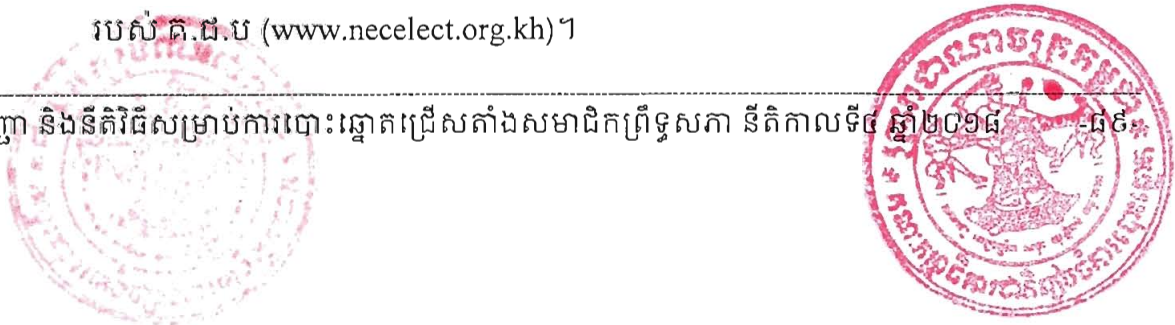 របស់ គ.ជ.ប (www.necelect.org.kh)។
និងនីតិវិធីសម្រាប់ការបោះឆ្នោតជ្រើសតាំងសមាជិកព្រឹទ្ធសភា នីតិកាលទី៤ ឆ្នាំ២០១៨ -៨៩-